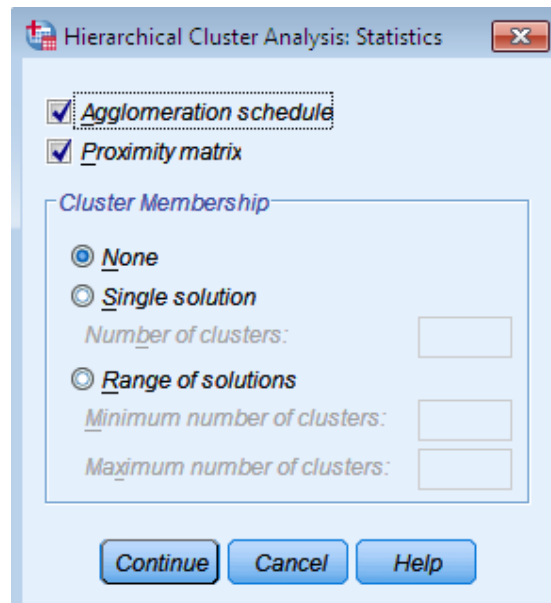 Hierarchical Cluster Analysis: Statistics
Agglomeration schedule
Proximity matrix
Cluster Membership
None
Single solution
Number of clusters:
Range of solutions
Minimum number of clusters:
Maximum number of clusters:
Continue Cancel Help